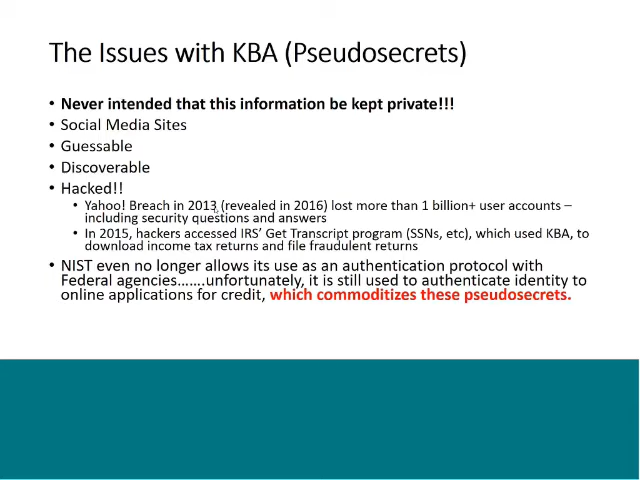 The Issues with KBA (Pseudosecrets)
• Never intended that this information be kept private!!!
• Social Media Sites
• Guessable
• Discoverable
• Hacked!!
• Yahoo! Breach in 2013 (revealed in 2016) lost more than 1 billion+ user accounts –
including security questions and answers
• In 2015, hackers accessed IRS' Get Transcript program (SSNs, etc), which used KBA, to
download income tax returns and file fraudulent returns
• NIST even no longer allows its use as an authentication protocol with
Federal agencies…….unfortunately, it is still used to authenticate identity to
online applications for credit, which commoditizes these pseudosecrets.